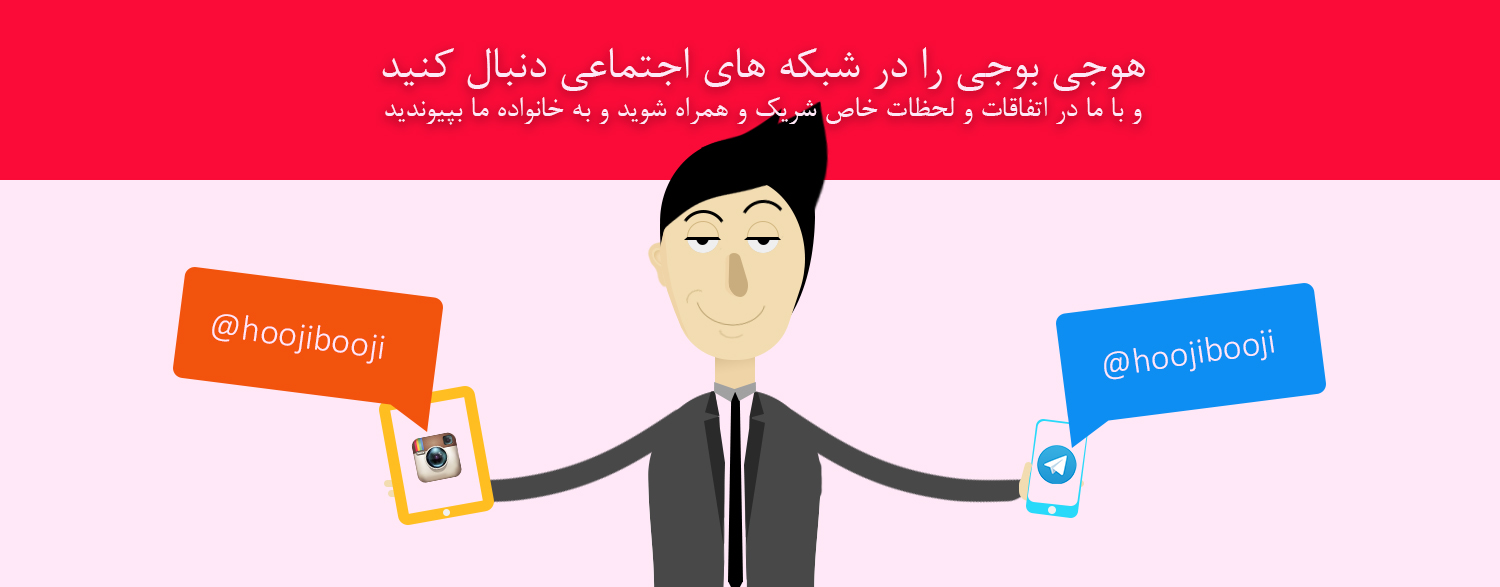 هوجی بوجی را در شبکه های اجتماعی دنبال کنید
و با ما در اتفاقات و لحظات خاص شریک و همراه شوید و به خانواده ما بپیوندید
@hoojibooji
@hoojibooji